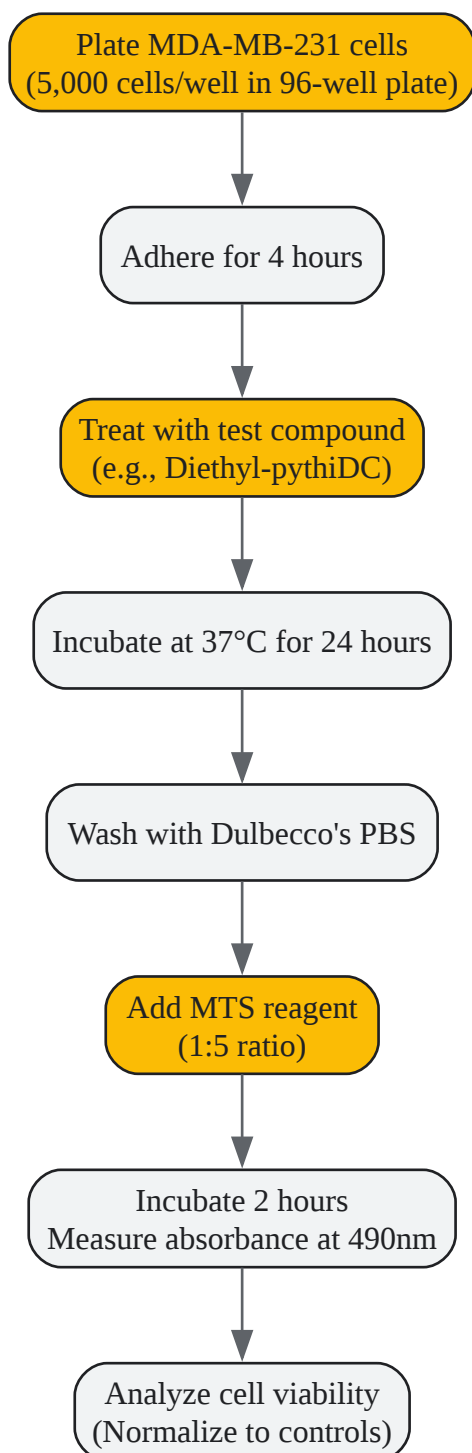 Plate MDA-MB-231 cells
(5,000 cells/well in 96-well plate)
Adhere for 4 hours
Treat with test compound
(e.g., Diethyl-pythiDC)
Incubate at 37°C for 24 hours
Wash with Dulbecco's PBS
Add MTS reagent
(1:5 ratio)
Incubate 2 hours
Measure absorbance at 490nm
Analyze cell viability
(Normalize to controls)